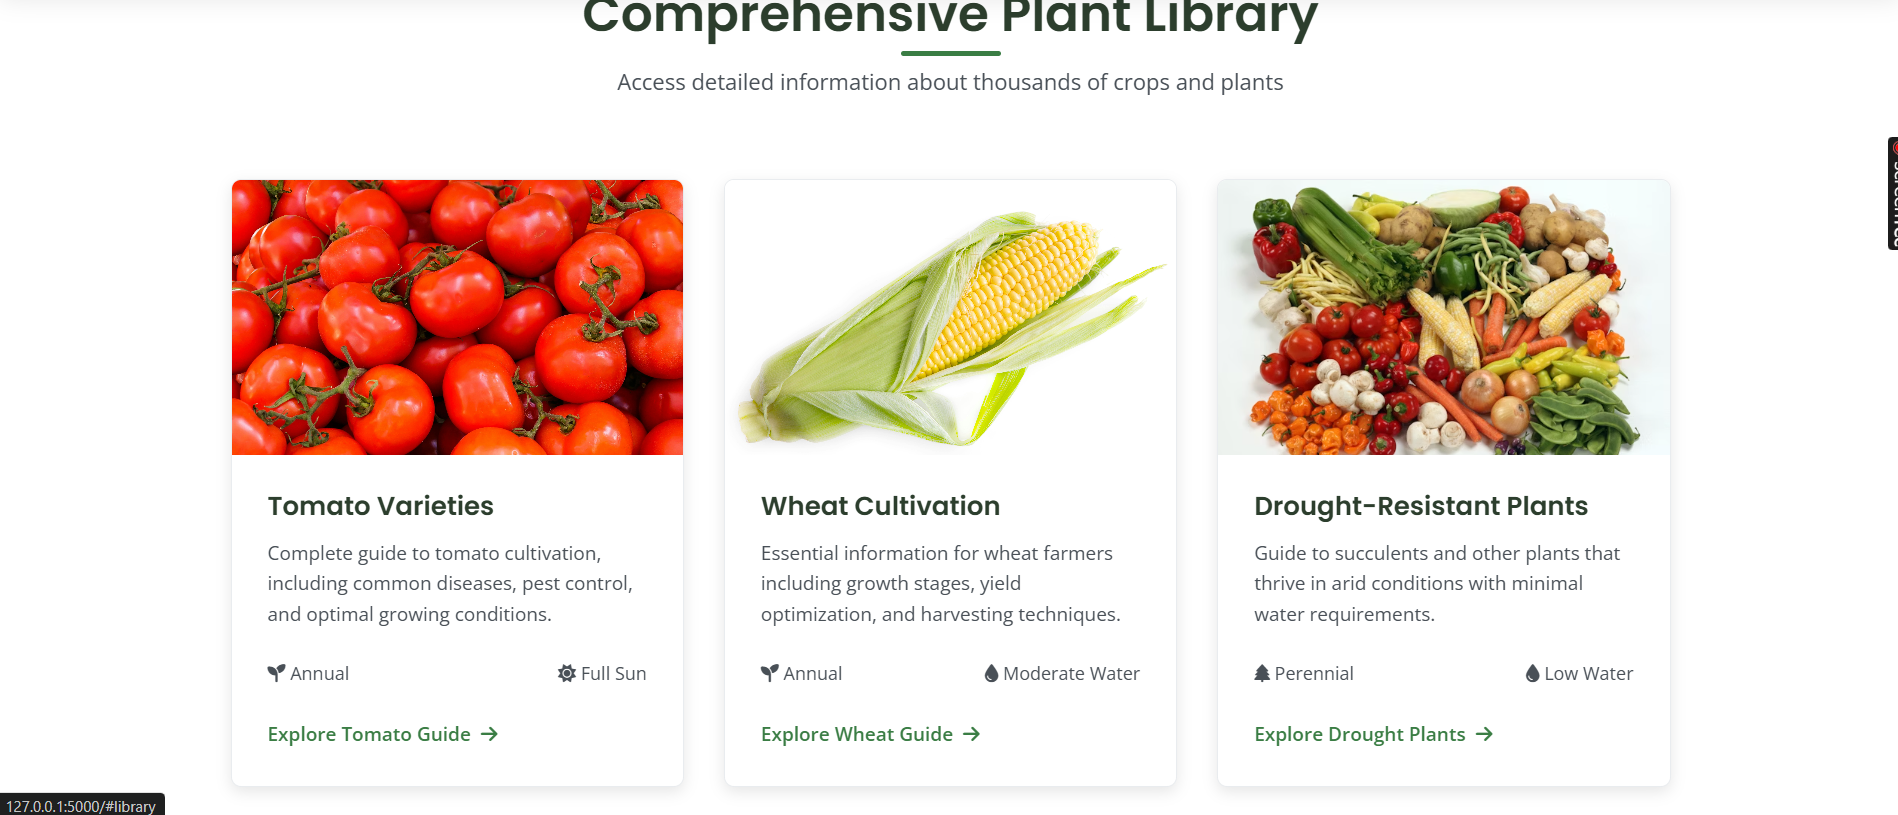 Comprehensive Plant Library
Access detailed information about thousands of crops and plants
Tomato Varieties
Complete guide to tomato cultivation,
including common diseases, pest control,
and optimal growing conditions.
Annual
Full Sun
Explore Tomato Guide
Wheat Cultivation
Essential information for wheat farmers
including growth stages, yield
optimization, and harvesting techniques.
Annual
Moderate Water
Explore Wheat Guide
Drought-Resistant Plants
Guide to succulents and other plants that
thrive in arid conditions with minimal
water requirements.
Perennial
Low Water
Explore Drought Plants
127.0.0.1:5000/#library